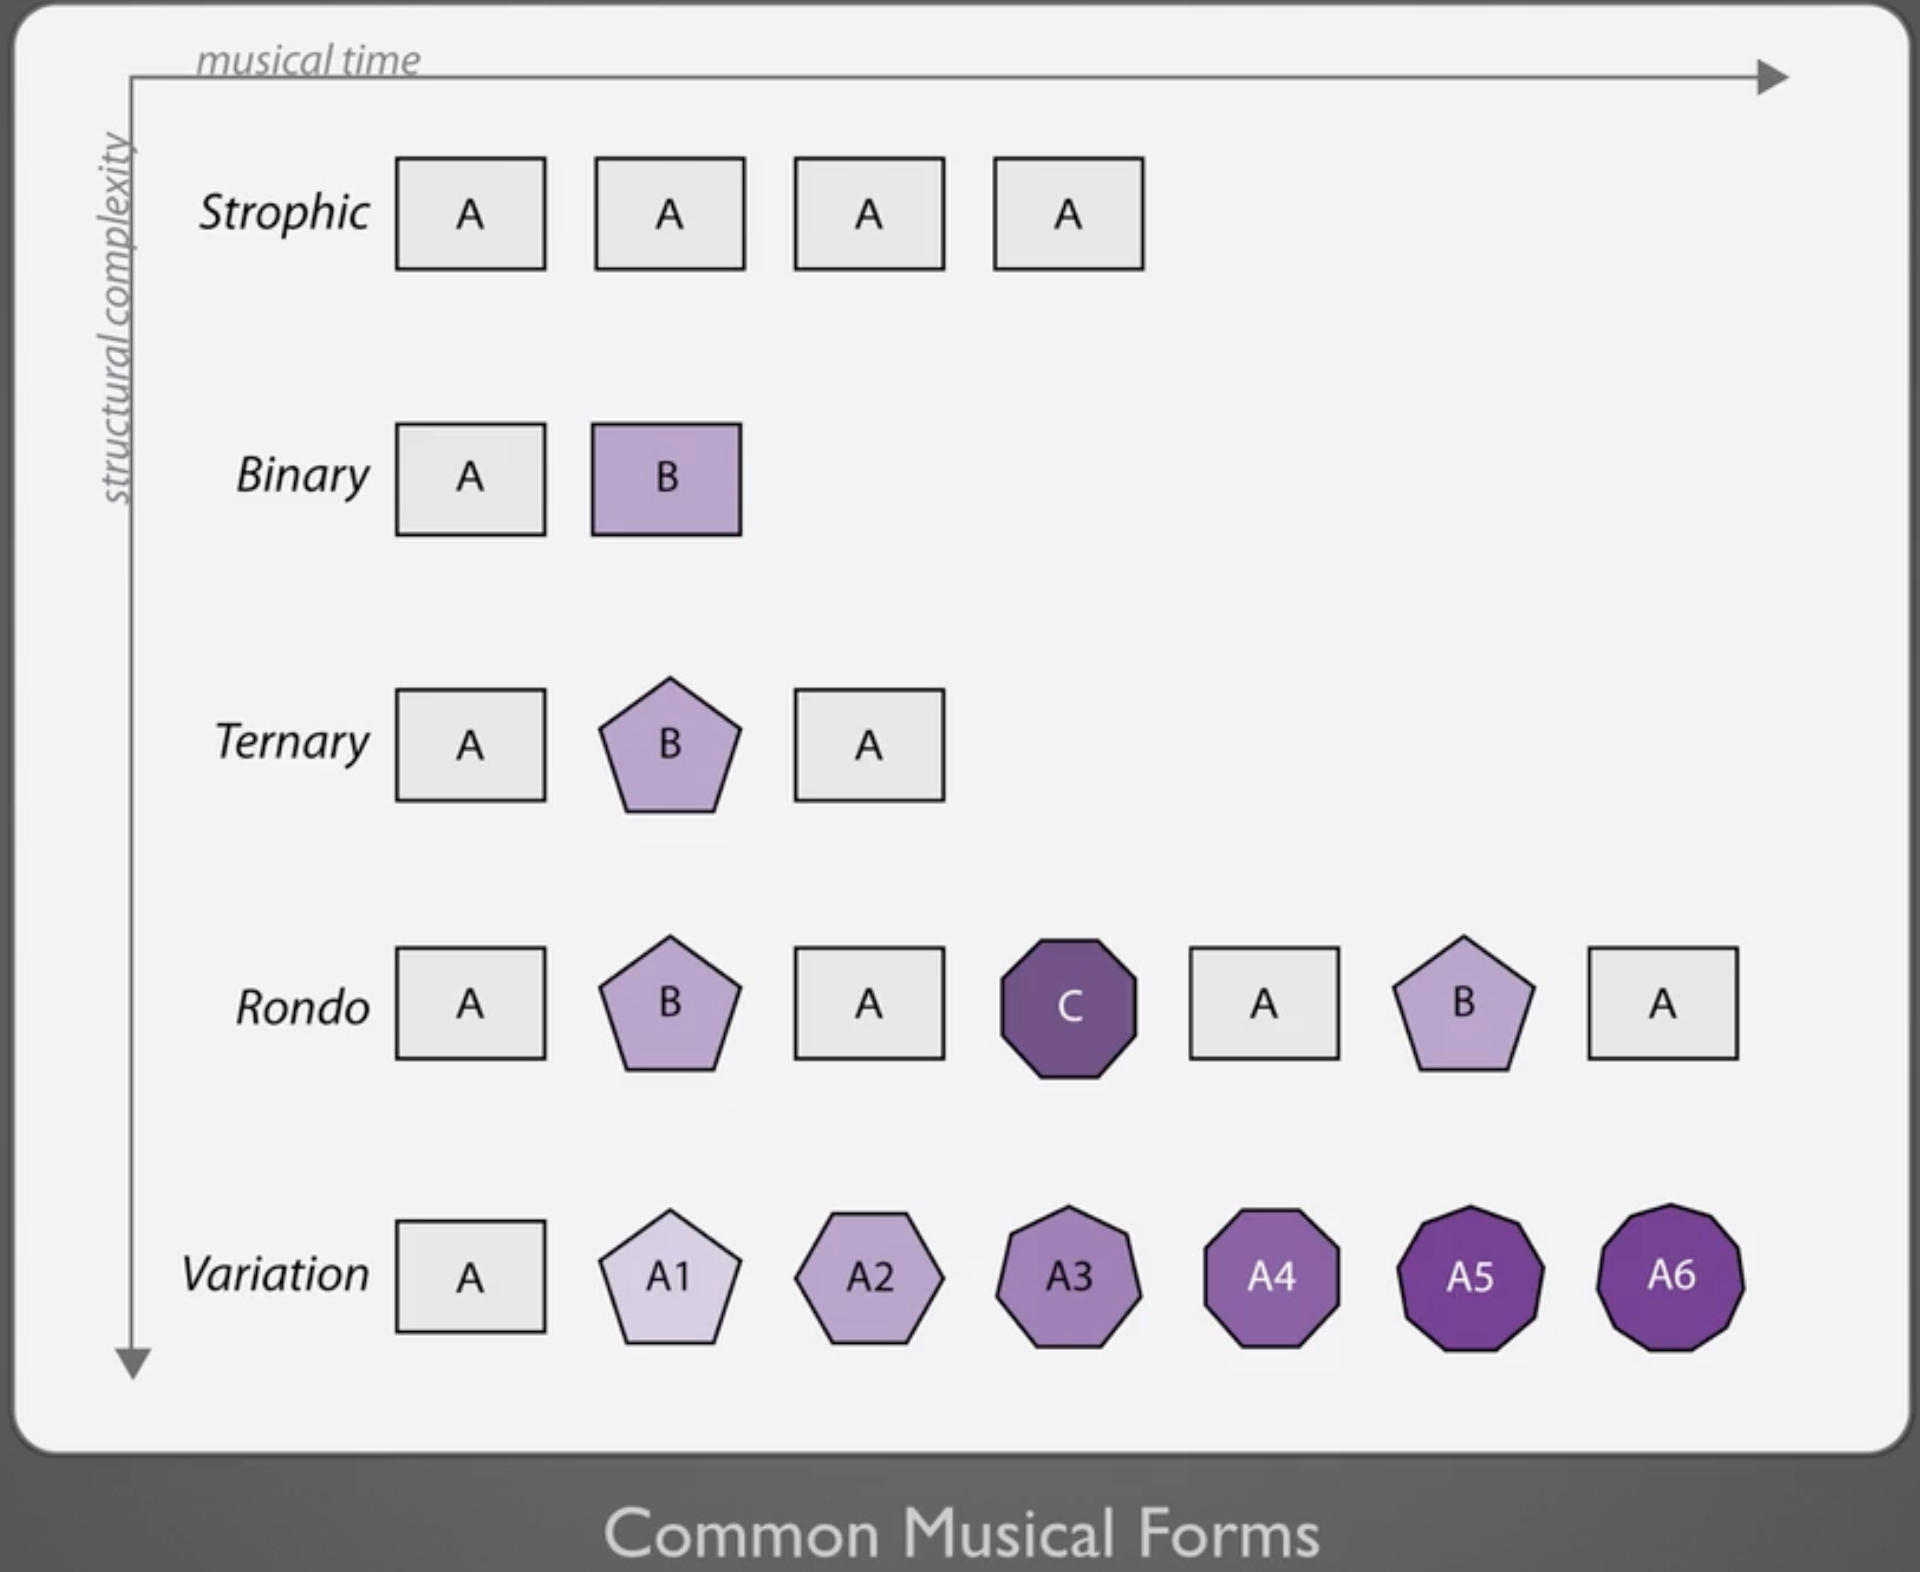 musical time
structural complexity
Strophic A A A A
Binary A B
Ternary A B A
Rondo A B A C A B A
Variation A A1 A2 A3 A4 A5 A6
Common Musical Forms